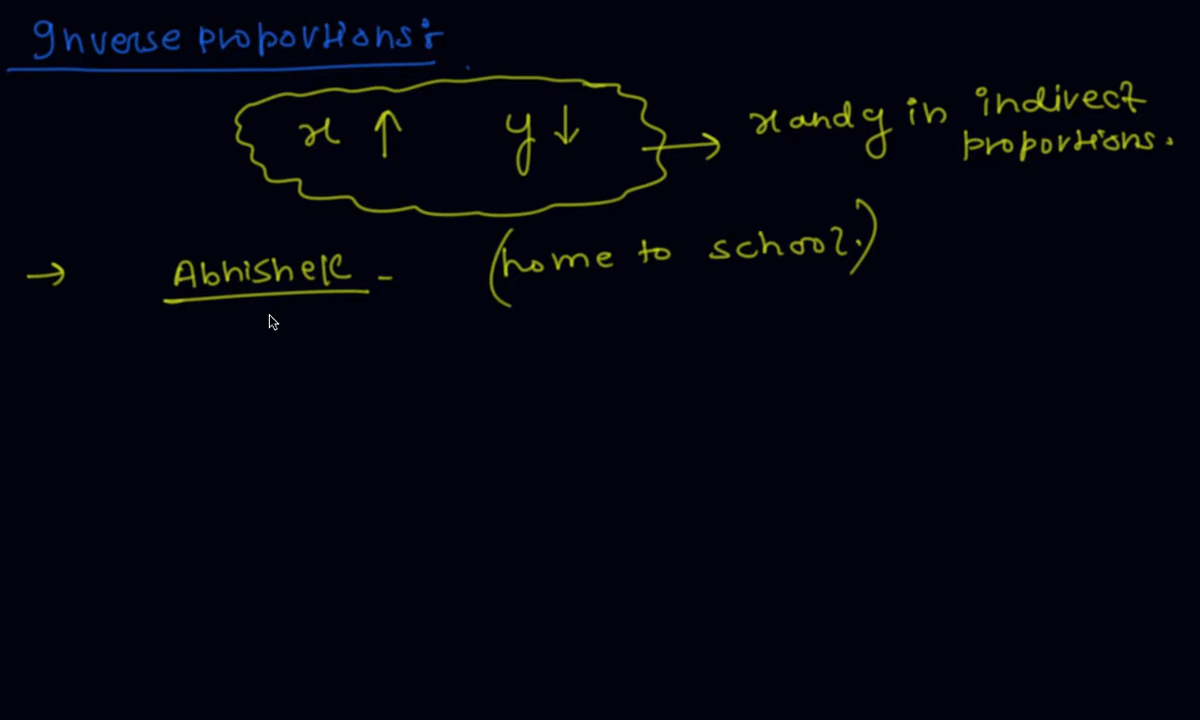 Inverse proportions:
x ↑ y ↓ → x and y in indirect
proportions.
→ Abhishek - (home to school.)